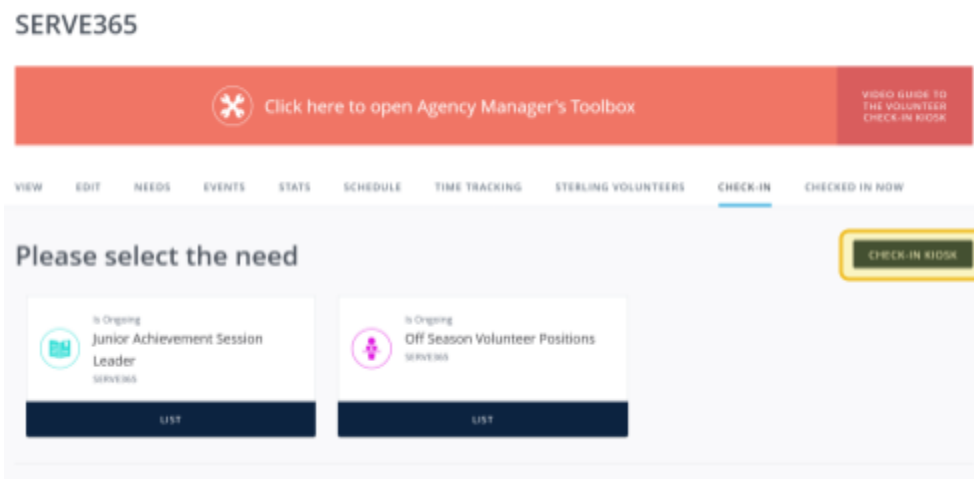 SERVE365
Click here to open Agency Manager's Toolbox
VIDEO GUIDE TO
THE VOLUNTEER
CHECK-IN KIOSK
VIEW EDIT NEEDS EVENTS STATS SCHEDULE TIME TRACKING STERLING VOLUNTEERS CHECK-IN CHECKED IN NOW
Please select the need
CHECK-IN KIOSK
Is Ongoing
Junior Achievement Session
Leader
SERVE365
LIST
Is Ongoing
Off Season Volunteer Positions
SERVE365
LIST